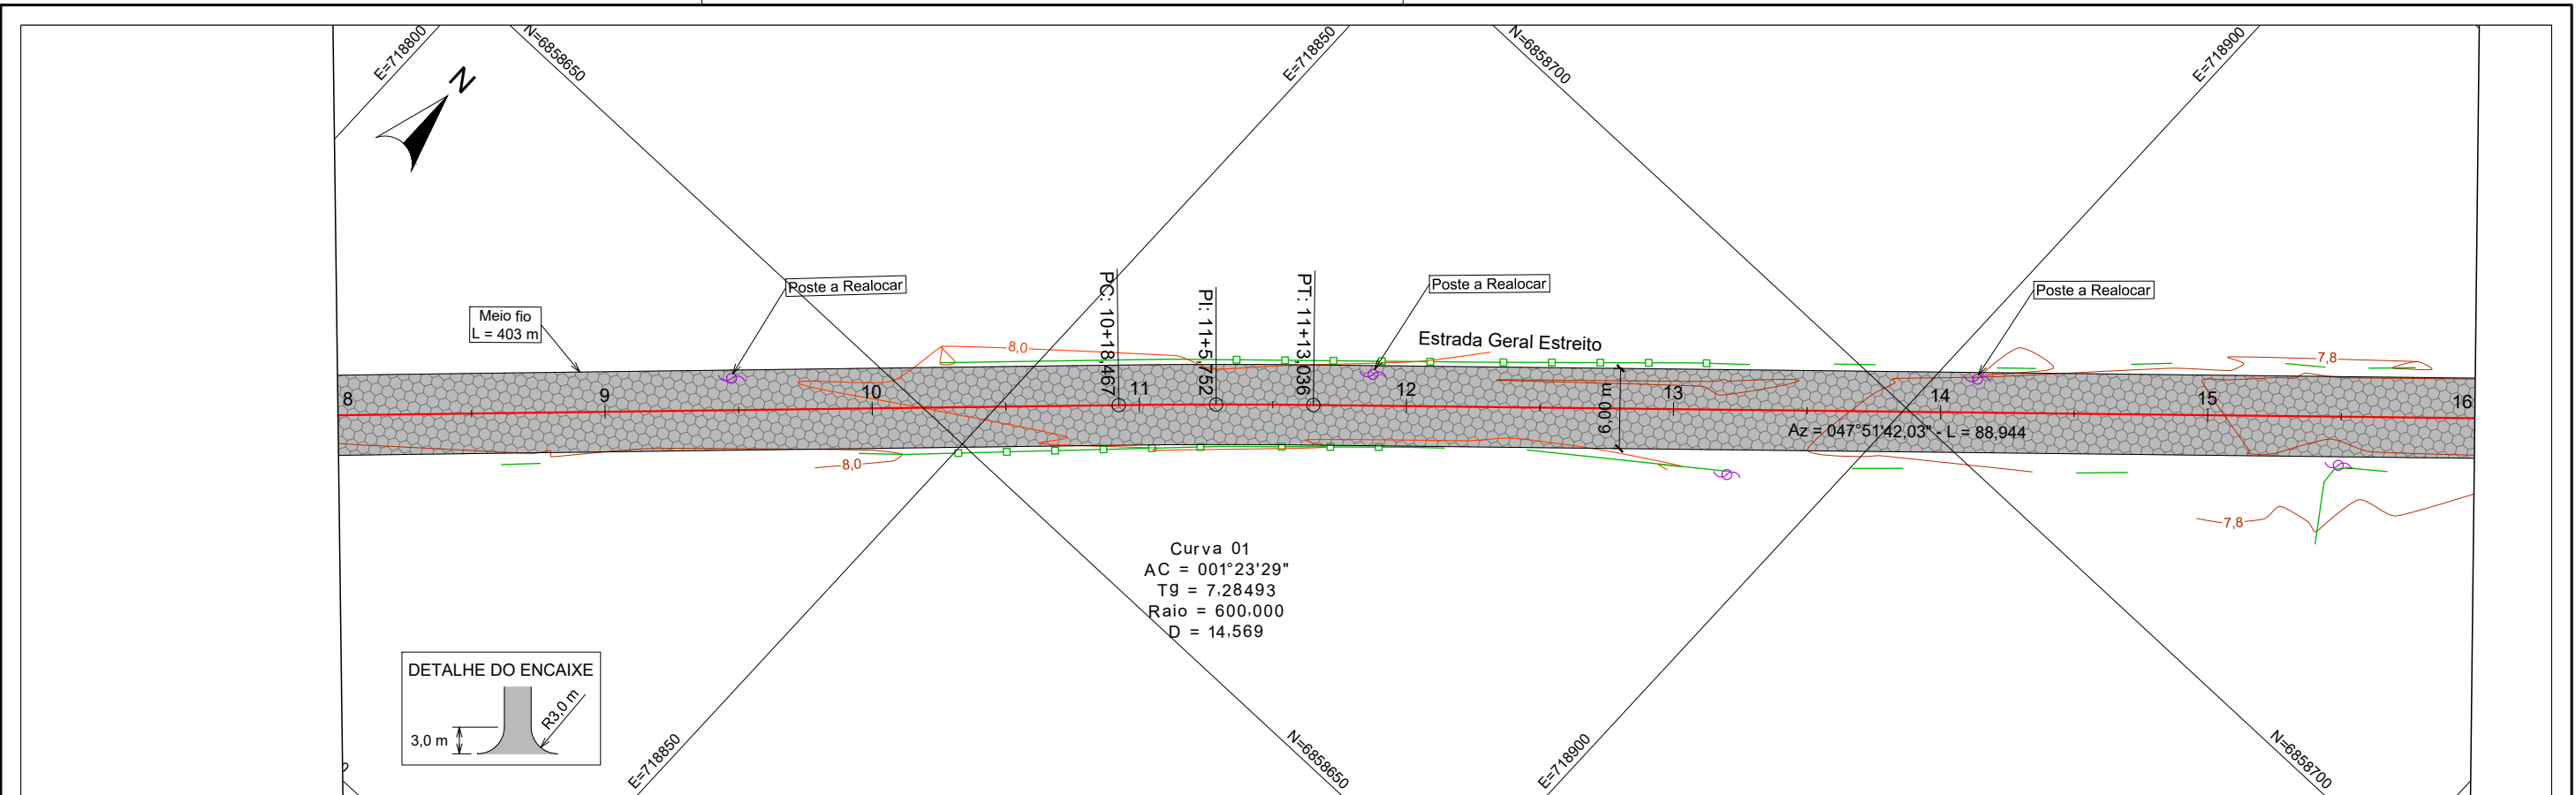 E=718800
N=6858650
E=718850
N=6858700
E=718900
N
Poste a Realocar
Poste a Realocar
Poste a Realocar
Meio fio
L = 403 m
PC: 10+18,467
PI: 11+5,752
PT: 11+13,036
Estrada Geral Estreito
8,0
7,8
8
9
10
11
12
13
14
15
16
6,00 m
Az = 047°51'42,03" - L = 88,944
8,0
7,8
Curva 01
AC = 001°23'29"
Tg = 7,28493
Raio = 600,000
D = 14,569
DETALHE DO ENCAIXE
R3,0 m
3,0 m
E=718850
N=6858650
E=718900
N=6858700